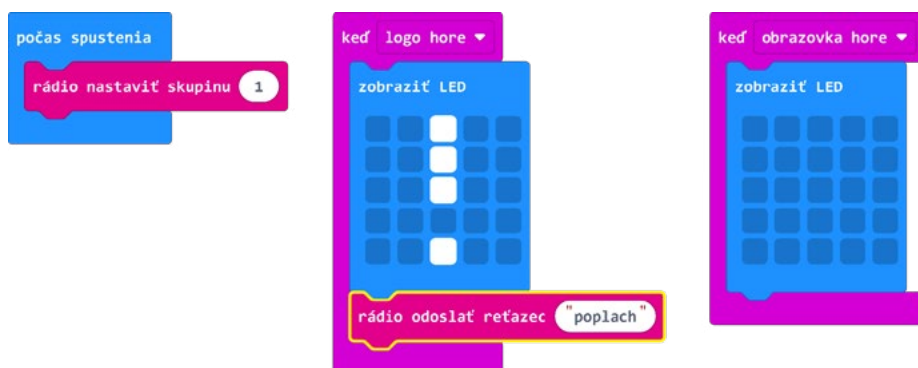 počas spustenia
rádio nastaviť skupinu 1
keď logo hore
zobraziť LED
rádio odoslať reťazec "poplach"
keď obrazovka hore
zobraziť LED